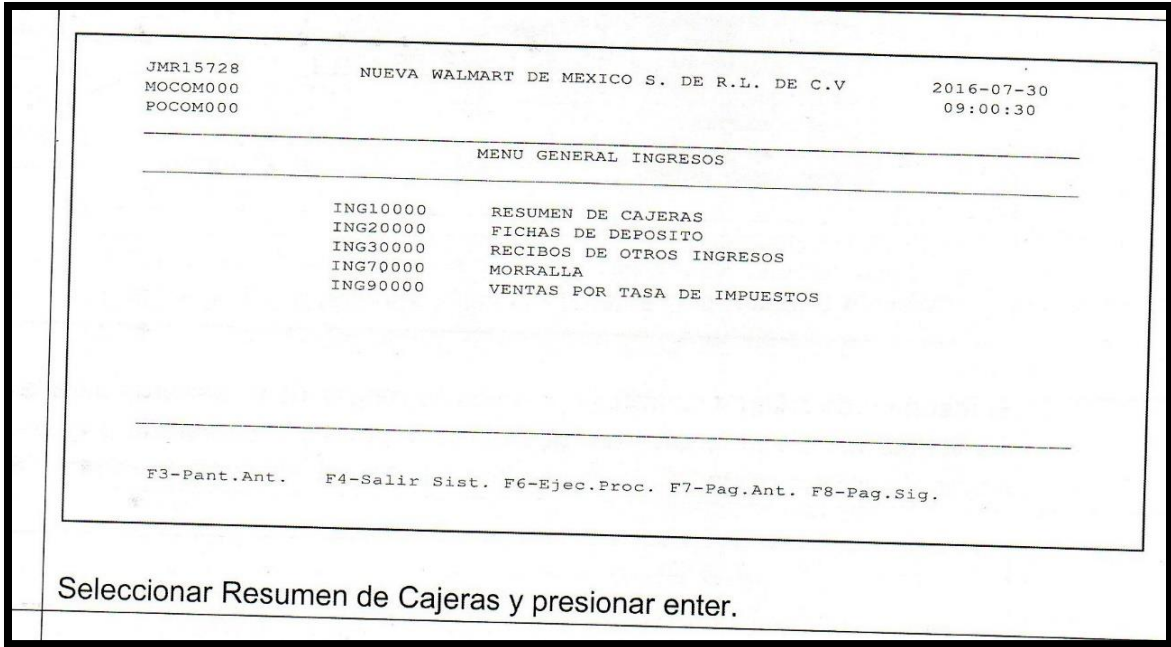 JMR15728 NUEVA WALMART DE MEXICO S. DE R.L. DE C.V 2016-07-30
MOCOM000 09:00:30
POCOM000
MENU GENERAL INGRESOS
ING10000 RESUMEN DE CAJERAS
ING20000 FICHAS DE DEPOSITO
ING30000 RECIBOS DE OTROS INGRESOS
ING70000 MORRALLA
ING90000 VENTAS POR TASA DE IMPUESTOS
F3-Pant.Ant. F4-Salir Sist. F6-Ejec.Proc. F7-Pag.Ant. F8-Pag.Sig.
Seleccionar Resumen de Cajeras y presionar enter.